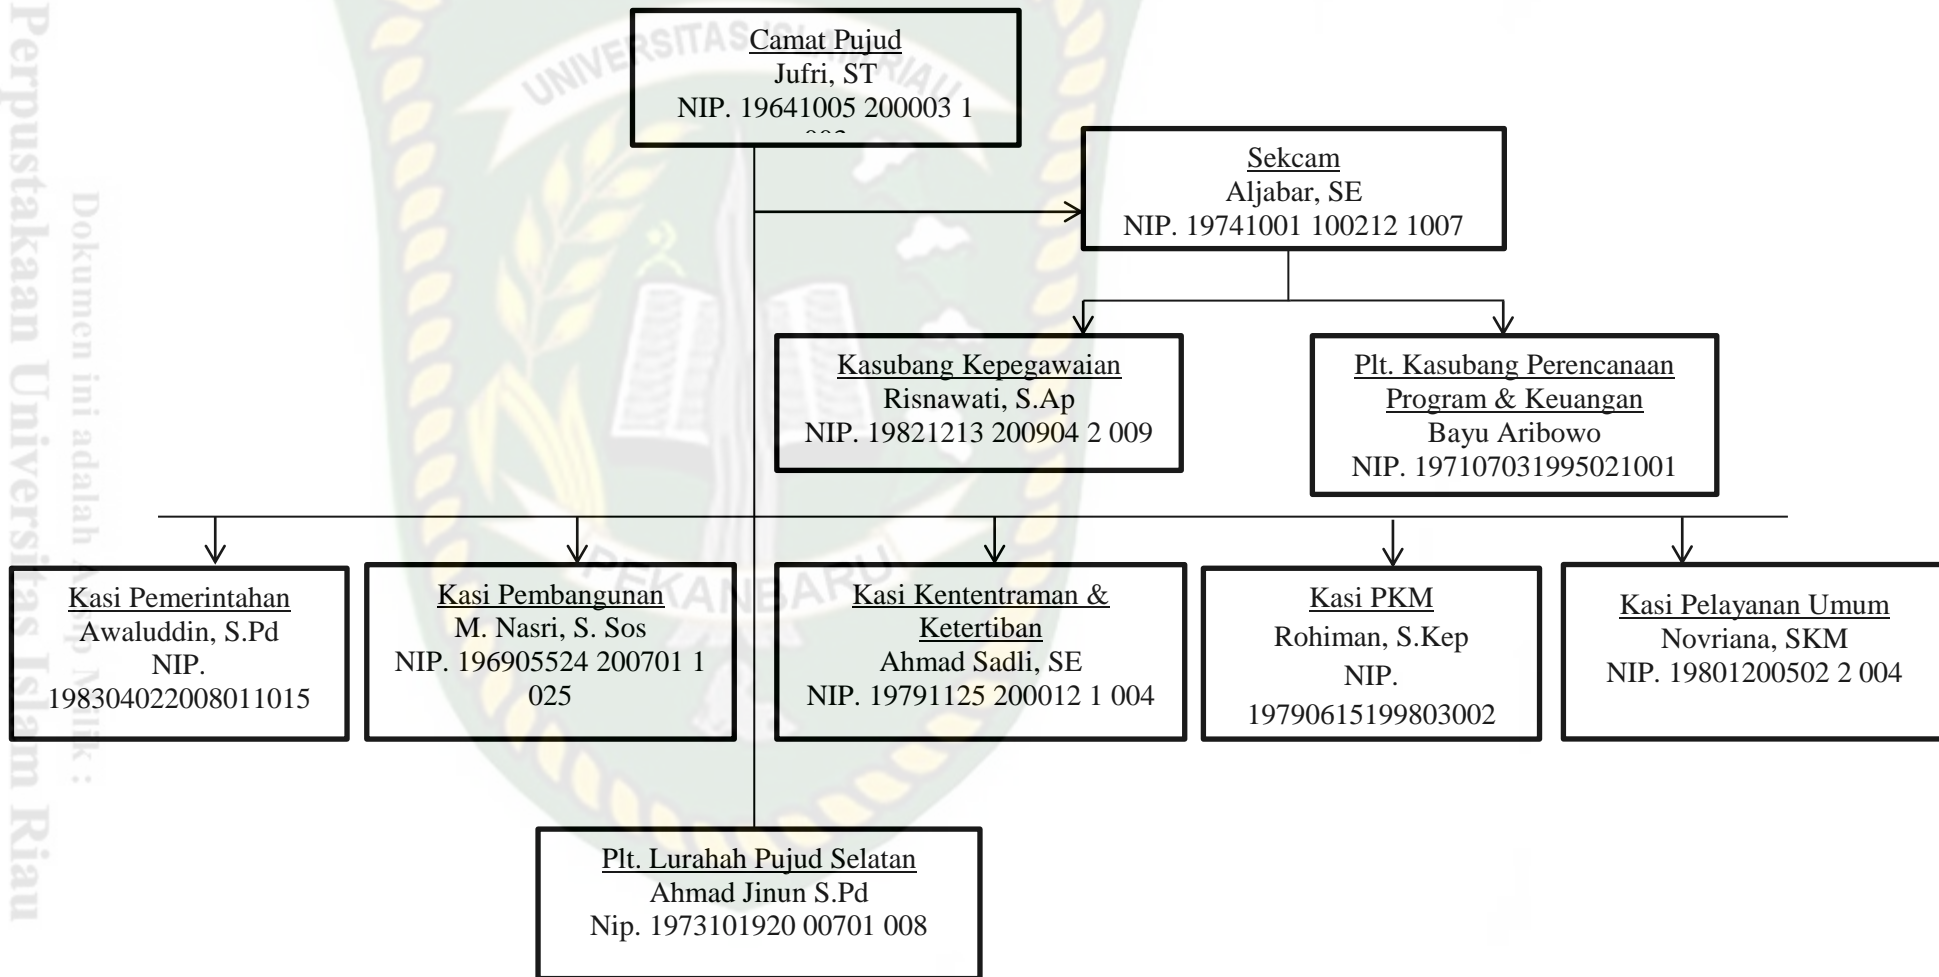 Perpustakaan Universitas Islam Riau
Dokumen ini adalah Arsip Milik :
UNIVERSITAS ISLAM RIAU
PEKANBARU
Camat Pujud
Jufri, ST
NIP. 19641005 200003 1
Sekcam
Aljabar, SE
NIP. 19741001 100212 1007
Kasubang Kepegawaian
Risnawati, S.Ap
NIP. 19821213 200904 2 009
Plt. Kasubang Perencanaan
Program & Keuangan
Bayu Aribowo
NIP. 197107031995021001
Kasi Pemerintahan
Awaluddin, S.Pd
NIP.
198304022008011015
Kasi Pembangunan
M. Nasri, S. Sos
NIP. 196905524 200701 1
025
Kasi Kententraman &
Ketertiban
Ahmad Sadli, SE
NIP. 19791125 200012 1 004
Kasi PKM
Rohiman, S.Kep
NIP.
19790615199803002
Kasi Pelayanan Umum
Novriana, SKM
NIP. 19801200502 2 004
Plt. Lurahah Pujud Selatan
Ahmad Jinun S.Pd
Nip. 1973101920 00701 008